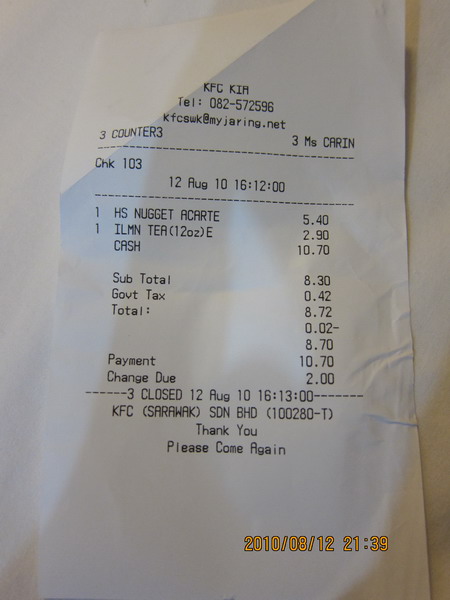 KFC KIA
Tel: 082-572596
kfcswk@myjaring.net
3 COUNTER3 3 Ms CARIN
Chk 103
12 Aug 10 16:12:00
1 HS NUGGET ACARTE 5.40
1 ILMN TEA(12oz)E 2.90
CASH 10.70
Sub Total 8.30
Govt Tax 0.42
Total: 8.72
0.02-
8.70
Payment 10.70
Change Due 2.00
------3 CLOSED 12 Aug 10 16:13:00--------
KFC (SARAWAK) SDN BHD (100280-T)
Thank You
Please Come Again
2010/08/12 21:39